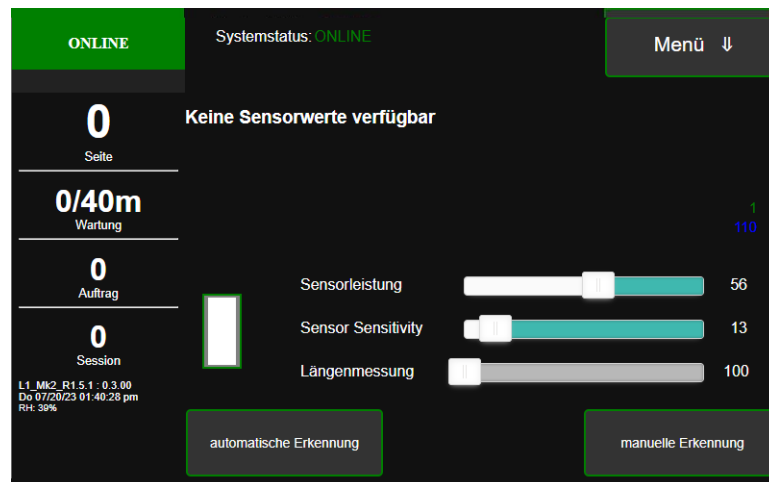 ONLINE
Systemstatus: ONLINE
Menü ⇓
0
Seite
Keine Sensorwerte verfügbar
0/40m
Wartung
1
110
0
Auftrag
Sensorleistung 56
Sensor Sensitivity 13
0
Session
Längenmessung 100
L1_Mk2_R1.5.1 : 0.3.00
Do 07/20/23 01:40:28 pm
RH: 39%
automatische Erkennung
manuelle Erkennung